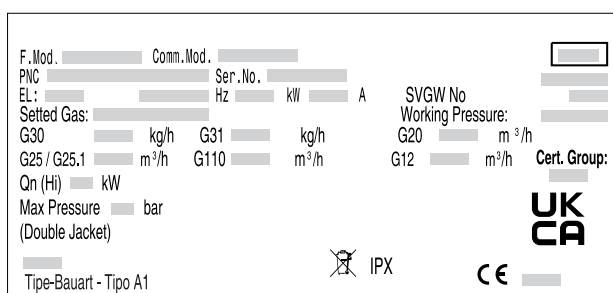 F.Mod. Comm.Mod.
PNC Ser.No.
EL: Hz kW A SVGW No
Setted Gas: Working Pressure:
G30 kg/h G31 kg/h G20 m³/h
G25 / G25.1 m³/h G110 m³/h G12 m³/h Cert. Group:
Qn (Hi) kW
Max Pressure bar
(Double Jacket)
UK
CA
IPX CE
Tipe-Bauart - Tipo A1